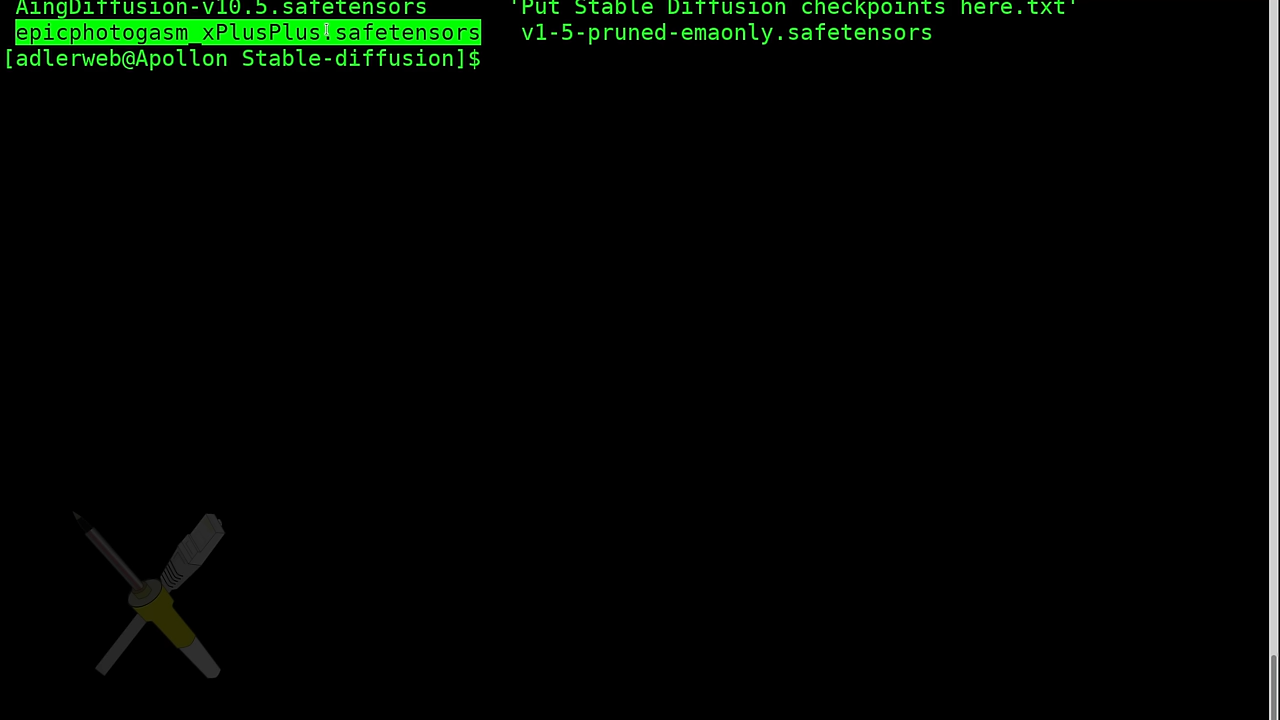 AingDiffusion-v10.5.safetensors 'Put Stable Diffusion checkpoints here.txt'
epicphotogasm_xPlusPlus.safetensors v1-5-pruned-emaonly.safetensors
[adlerweb@Apollon Stable-diffusion]$